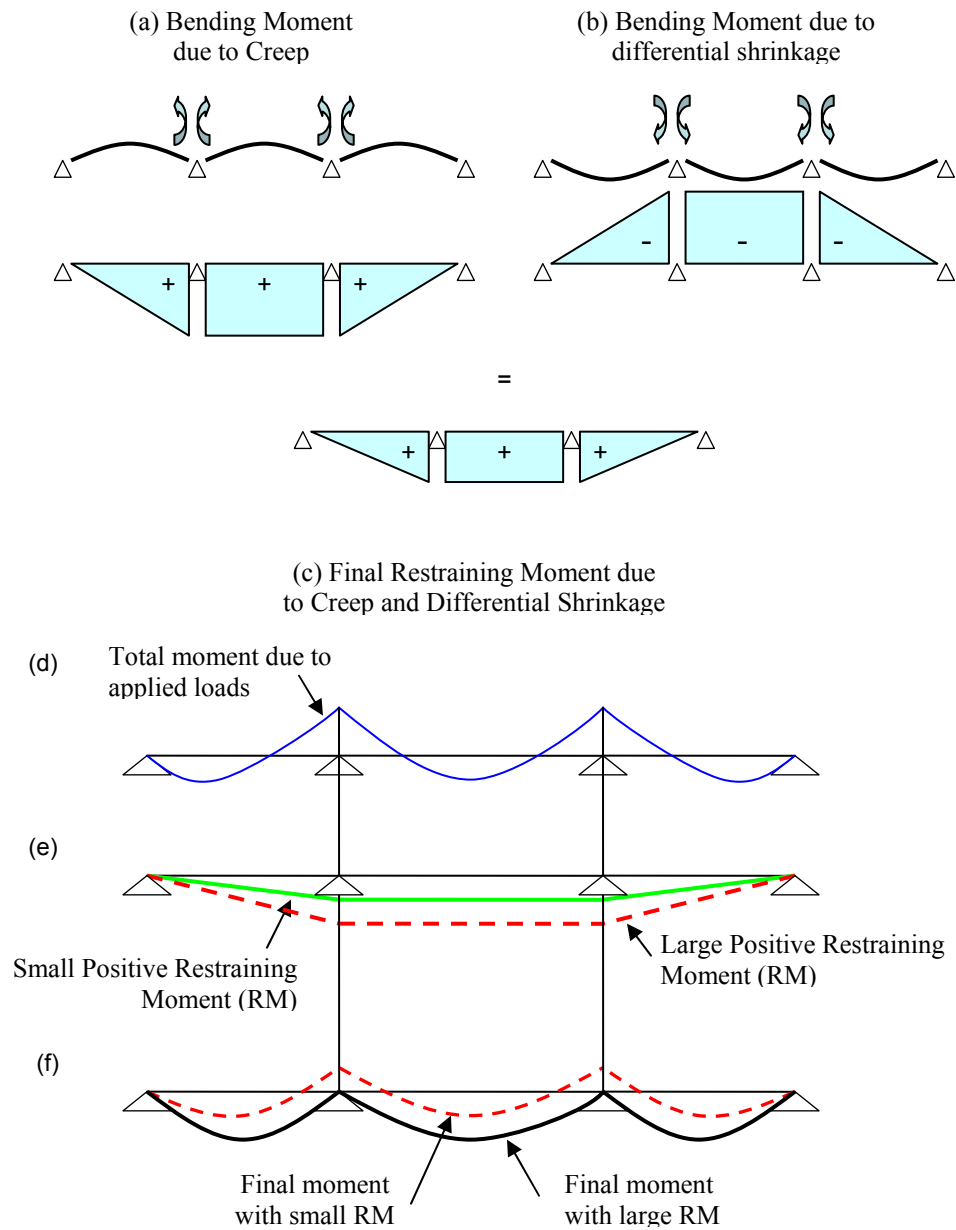 (a) Bending Moment
due to Creep
(b) Bending Moment due to
differential shrinkage
+
+
+
-
-
-
=
+
+
+
(c) Final Restraining Moment due
to Creep and Differential Shrinkage
(d)
Total moment due to
applied loads
(e)
Small Positive Restraining
Moment (RM)
Large Positive Restraining
Moment (RM)
(f)
Final moment
with small RM
Final moment
with large RM